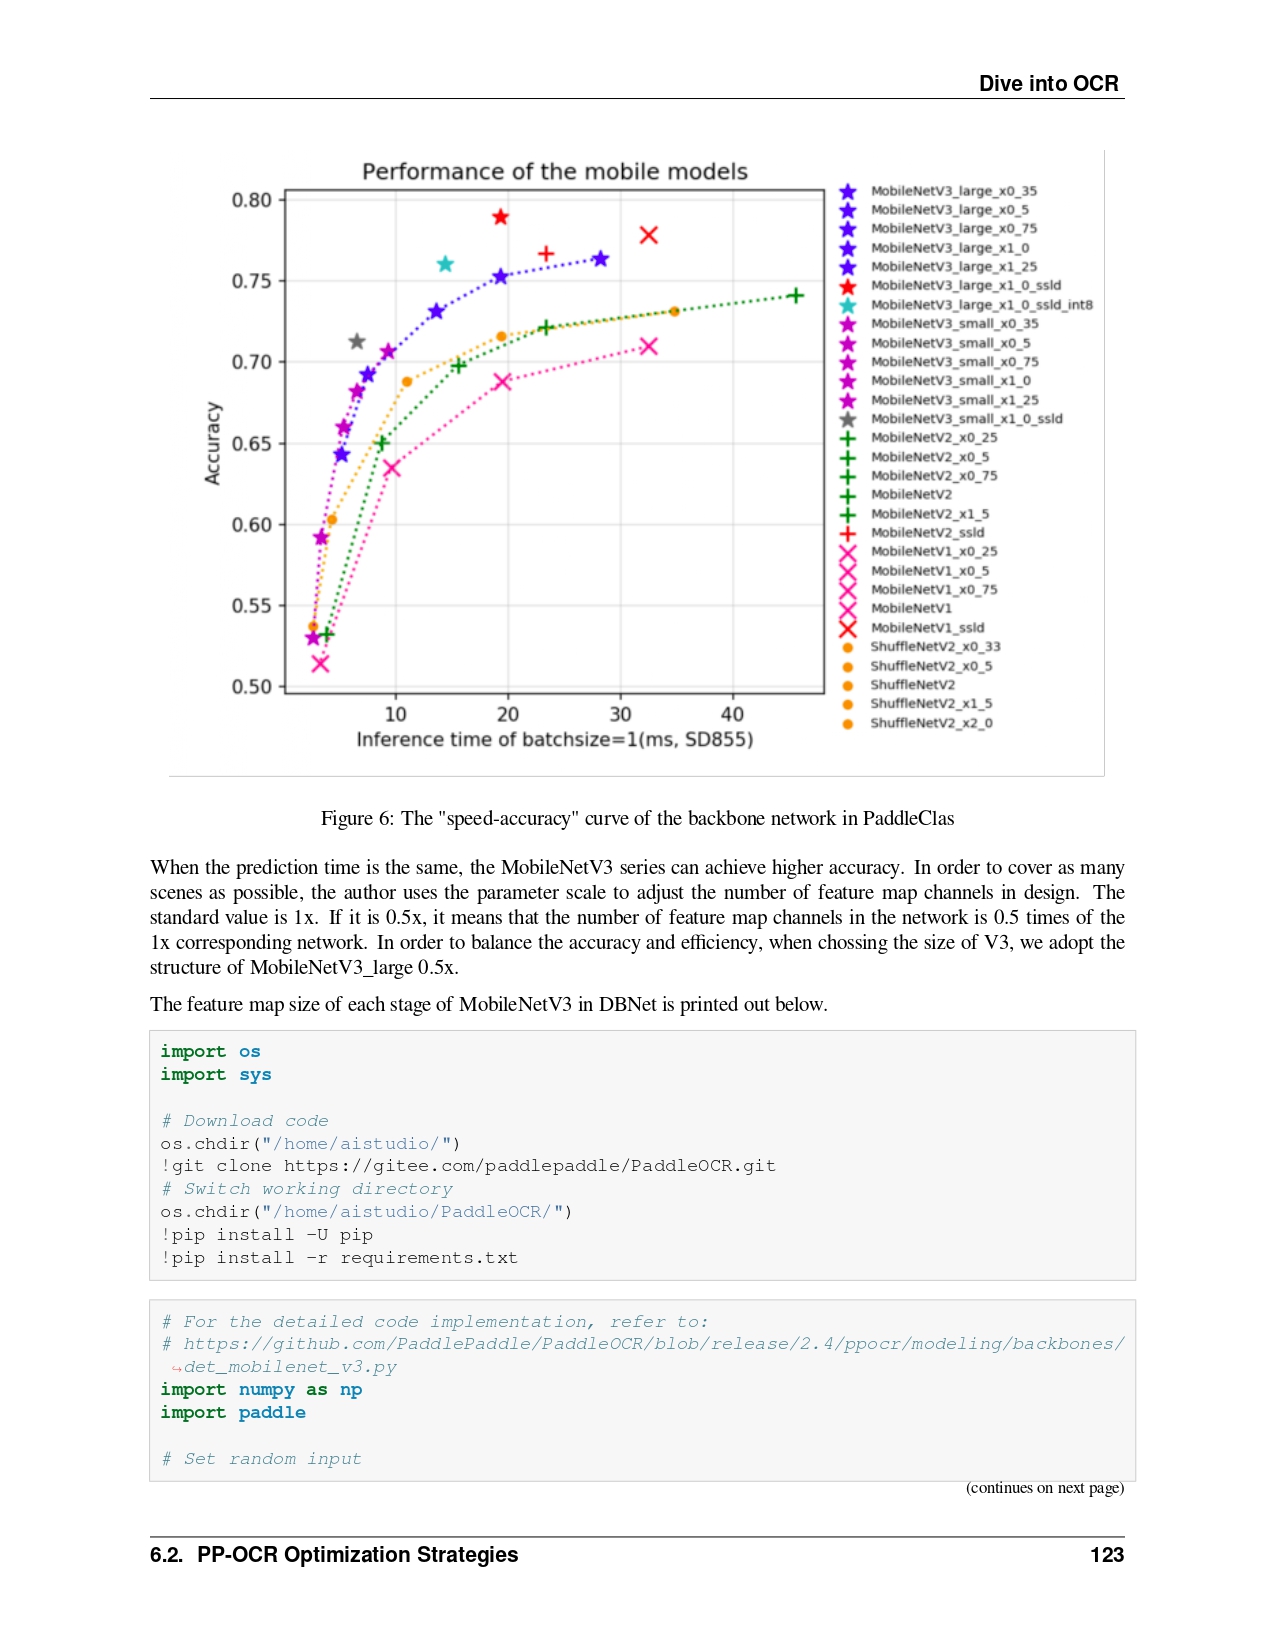 Dive into OCR
Performance of the mobile models
0.80
0.75
0.70
0.65
0.60
0.55
0.50
Accuracy
10 20 30 40
Inference time of batchsize=1(ms, SD855)
MobileNetV3_large_x0_35
MobileNetV3_large_x0_5
MobileNetV3_large_x0_75
MobileNetV3_large_x1_0
MobileNetV3_large_x1_25
MobileNetV3_large_x1_0_ssld
MobileNetV3_large_x1_0_ssld_int8
MobileNetV3_small_x0_35
MobileNetV3_small_x0_5
MobileNetV3_small_x0_75
MobileNetV3_small_x1_0
MobileNetV3_small_x1_25
MobileNetV3_small_x1_0_ssld
MobileNetV2_x0_25
MobileNetV2_x0_5
MobileNetV2_x0_75
MobileNetV2
MobileNetV2_x1_5
MobileNetV2_ssld
MobileNetV1_x0_25
MobileNetV1_x0_5
MobileNetV1_x0_75
MobileNetV1
MobileNetV1_ssld
ShuffleNetV2_x0_33
ShuffleNetV2_x0_5
ShuffleNetV2
ShuffleNetV2_x1_5
ShuffleNetV2_x2_0
Figure 6: The "speed-accuracy" curve of the backbone network in PaddleClas
When the prediction time is the same, the MobileNetV3 series can achieve higher accuracy. In order to cover as many
scenes as possible, the author uses the parameter scale to adjust the number of feature map channels in design. The
standard value is 1x. If it is 0.5x, it means that the number of feature map channels in the network is 0.5 times of the
1x corresponding network. In order to balance the accuracy and efficiency, when chossing the size of V3, we adopt the
structure of MobileNetV3_large 0.5x.
The feature map size of each stage of MobileNetV3 in DBNet is printed out below.
import os
import sys
# Download code
os.chdir("/home/aistudio/")
!git clone https://gitee.com/paddlepaddle/PaddleOCR.git
# Switch working directory
os.chdir("/home/aistudio/PaddleOCR/")
!pip install -U pip
!pip install -r requirements.txt
# For the detailed code implementation, refer to:
# https://github.com/PaddlePaddle/PaddleOCR/blob/release/2.4/ppocr/modeling/backbones/
↪det_mobilenet_v3.py
import numpy as np
import paddle
# Set random input
(continues on next page)
6.2. PP-OCR Optimization Strategies 123